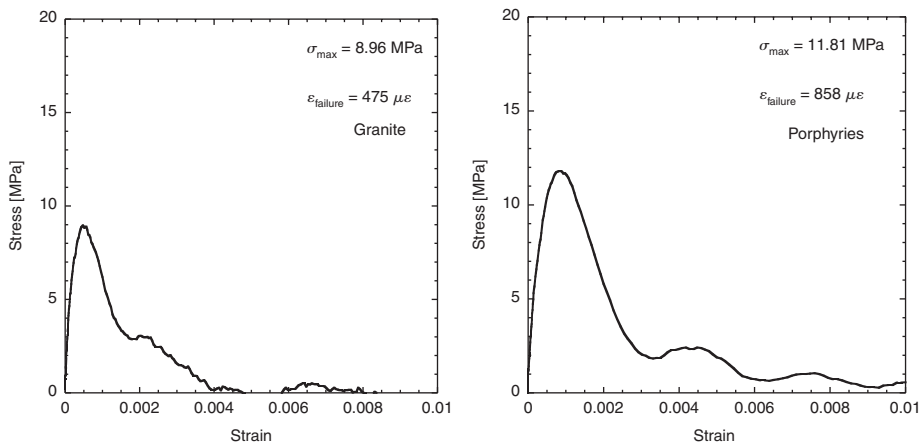 20
15
10
5
0
Stress [MPa]
σmax = 8.96 MPa
εfailure = 475 με
Granite
0 0.002 0.004 0.006 0.008 0.01
Strain
20
15
10
5
0
Stress [MPa]
σmax = 11.81 MPa
εfailure = 858 με
Porphyries
0 0.002 0.004 0.006 0.008 0.01
Strain